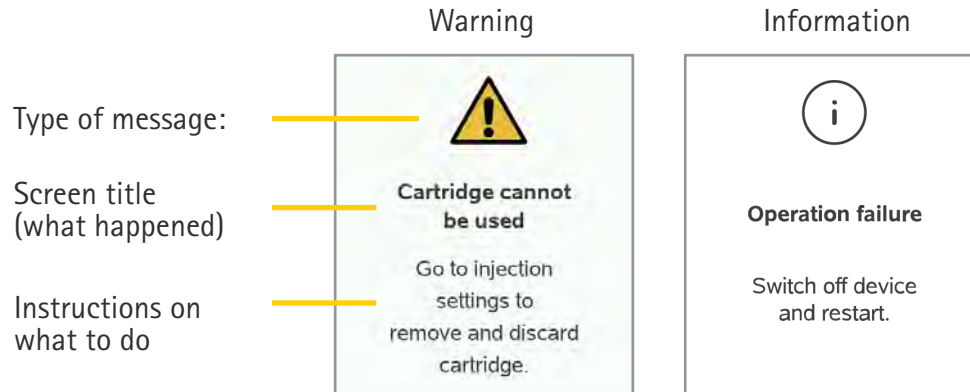 Warning
Information
Type of message:
Screen title
(what happened)
Instructions on
what to do
Cartridge cannot
be used
Go to injection
settings to
remove and discard
cartridge.
i
Operation failure
Switch off device
and restart.